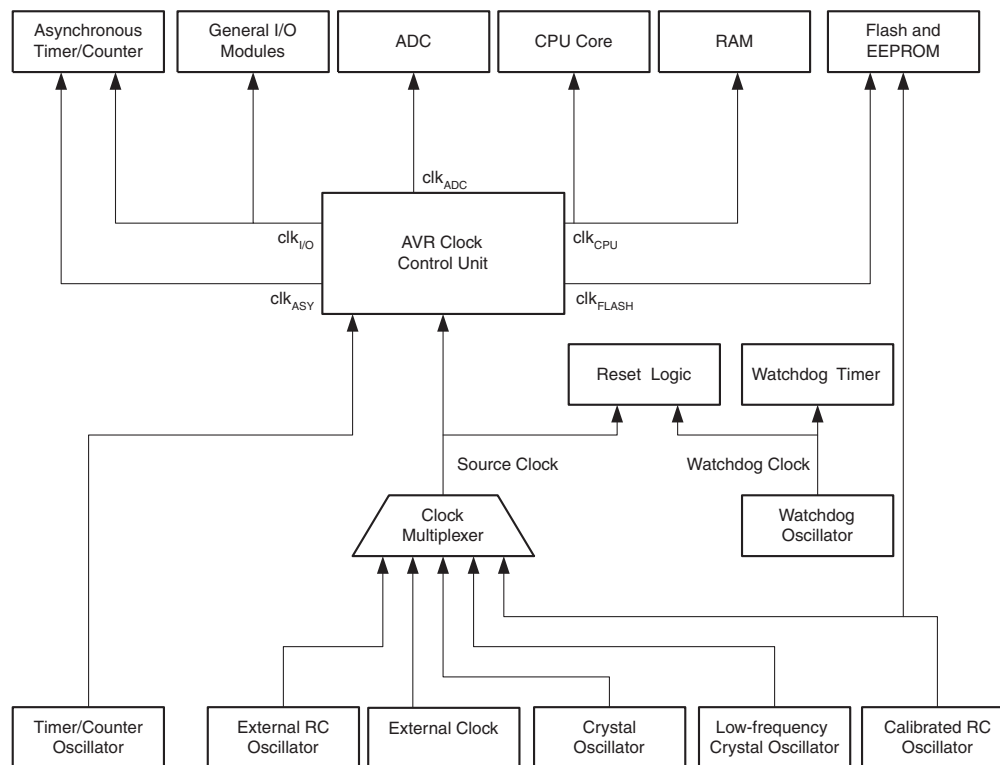 Asynchronous
Timer/Counter
General I/O
Modules
ADC
CPU Core
RAM
Flash and
EEPROM
clkADC
clkI/O
AVR Clock
Control Unit
clkCPU
clkASY
clkFLASH
Reset Logic
Watchdog Timer
Source Clock
Watchdog Clock
Clock
Multiplexer
Watchdog
Oscillator
Timer/Counter
Oscillator
External RC
Oscillator
External Clock
Crystal
Oscillator
Low-frequency
Crystal Oscillator
Calibrated RC
Oscillator